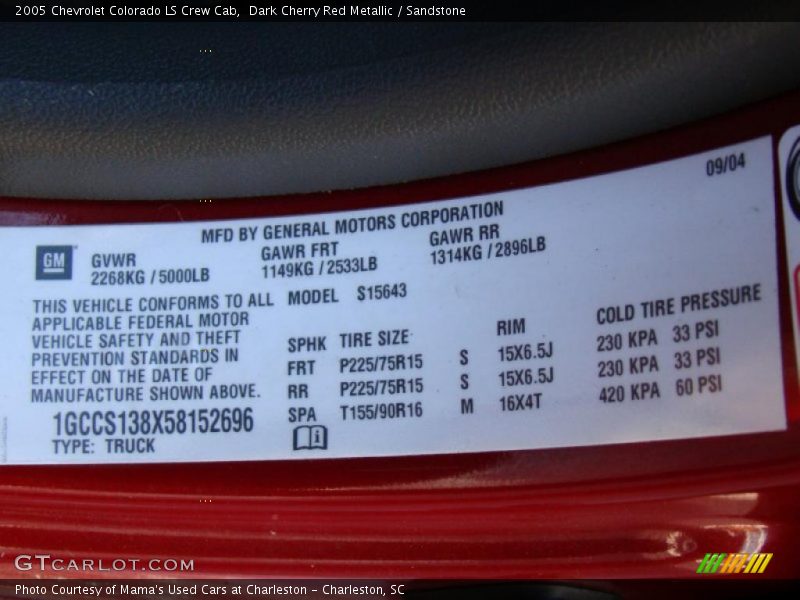 2005 Chevrolet Colorado LS Crew Cab,  Dark Cherry Red Metallic / Sandstone
09/04
MFD BY GENERAL MOTORS CORPORATION
GM
GVWR
2268KG / 5000LB
GAWR FRT
1149KG / 2533LB
GAWR RR
1314KG / 2896LB
THIS VEHICLE CONFORMS TO ALL
APPLICABLE FEDERAL MOTOR
VEHICLE SAFETY AND THEFT
PREVENTION STANDARDS IN
EFFECT ON THE DATE OF
MANUFACTURE SHOWN ABOVE.
1GCCS138X58152696
TYPE: TRUCK
MODEL S15643
SPHK TIRE SIZE RIM COLD TIRE PRESSURE
FRT P225/75R15 S 15X6.5J 230 KPA 33 PSI
RR P225/75R15 S 15X6.5J 230 KPA 33 PSI
SPA T155/90R16 M 16X4T 420 KPA 60 PSI
GTCARLOT.COM
Photo Courtesy of Mama's Used Cars at Charleston - Charleston, SC